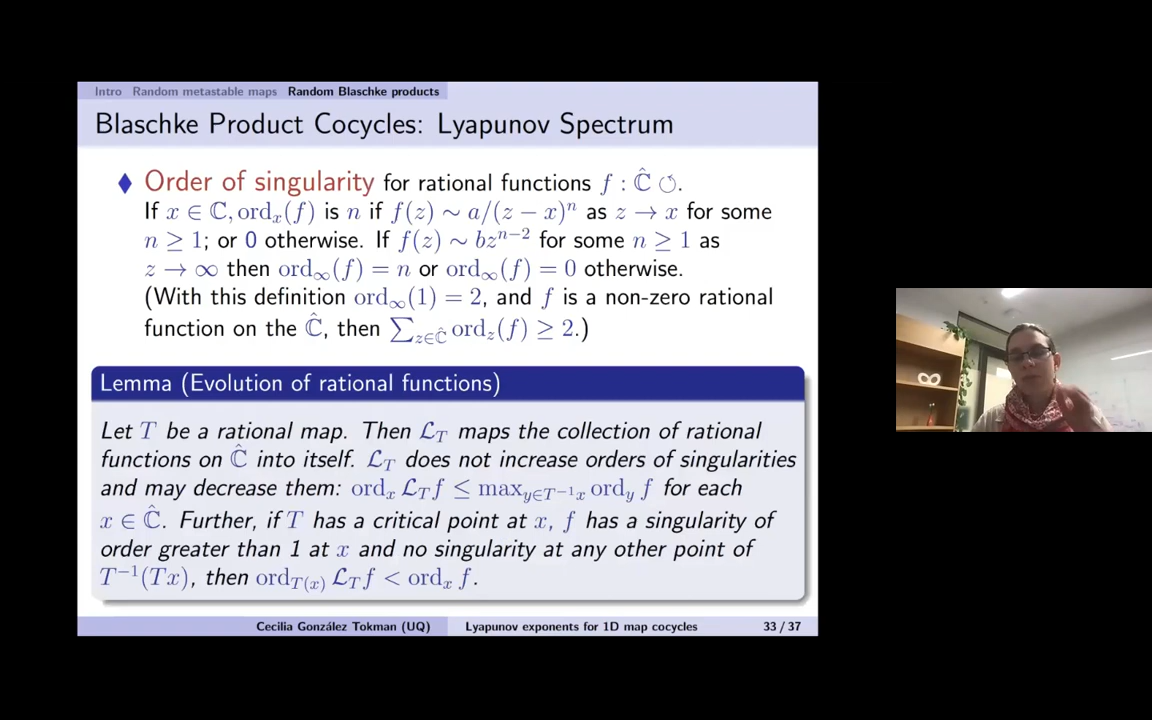 Intro Random metastable maps Random Blaschke products
Blaschke Product Cocycles: Lyapunov Spectrum
♦ Order of singularity for rational functions f : Ĉ ↺.
If x ∈ ℂ, ord_x(f) is n if f(z) ∼ a/(z − x)^n as z → x for some
n ≥ 1; or 0 otherwise. If f(z) ∼ bz^{n−2} for some n ≥ 1 as
z → ∞ then ord_∞(f) = n or ord_∞(f) = 0 otherwise.
(With this definition ord_∞(1) = 2, and f is a non-zero rational
function on the Ĉ, then ∑_{z∈Ĉ} ord_z(f) ≥ 2.)
Lemma (Evolution of rational functions)
Let T be a rational map. Then ℒ_T maps the collection of rational
functions on Ĉ into itself. ℒ_T does not increase orders of singularities
and may decrease them: ord_x ℒ_T f ≤ max_{y∈T^{−1}x} ord_y f for each
x ∈ Ĉ. Further, if T has a critical point at x, f has a singularity of
order greater than 1 at x and no singularity at any other point of
T^{−1}(Tx), then ord_{T(x)} ℒ_T f < ord_x f.
Cecilia González Tokman (UQ) Lyapunov exponents for 1D map cocycles 33 / 37